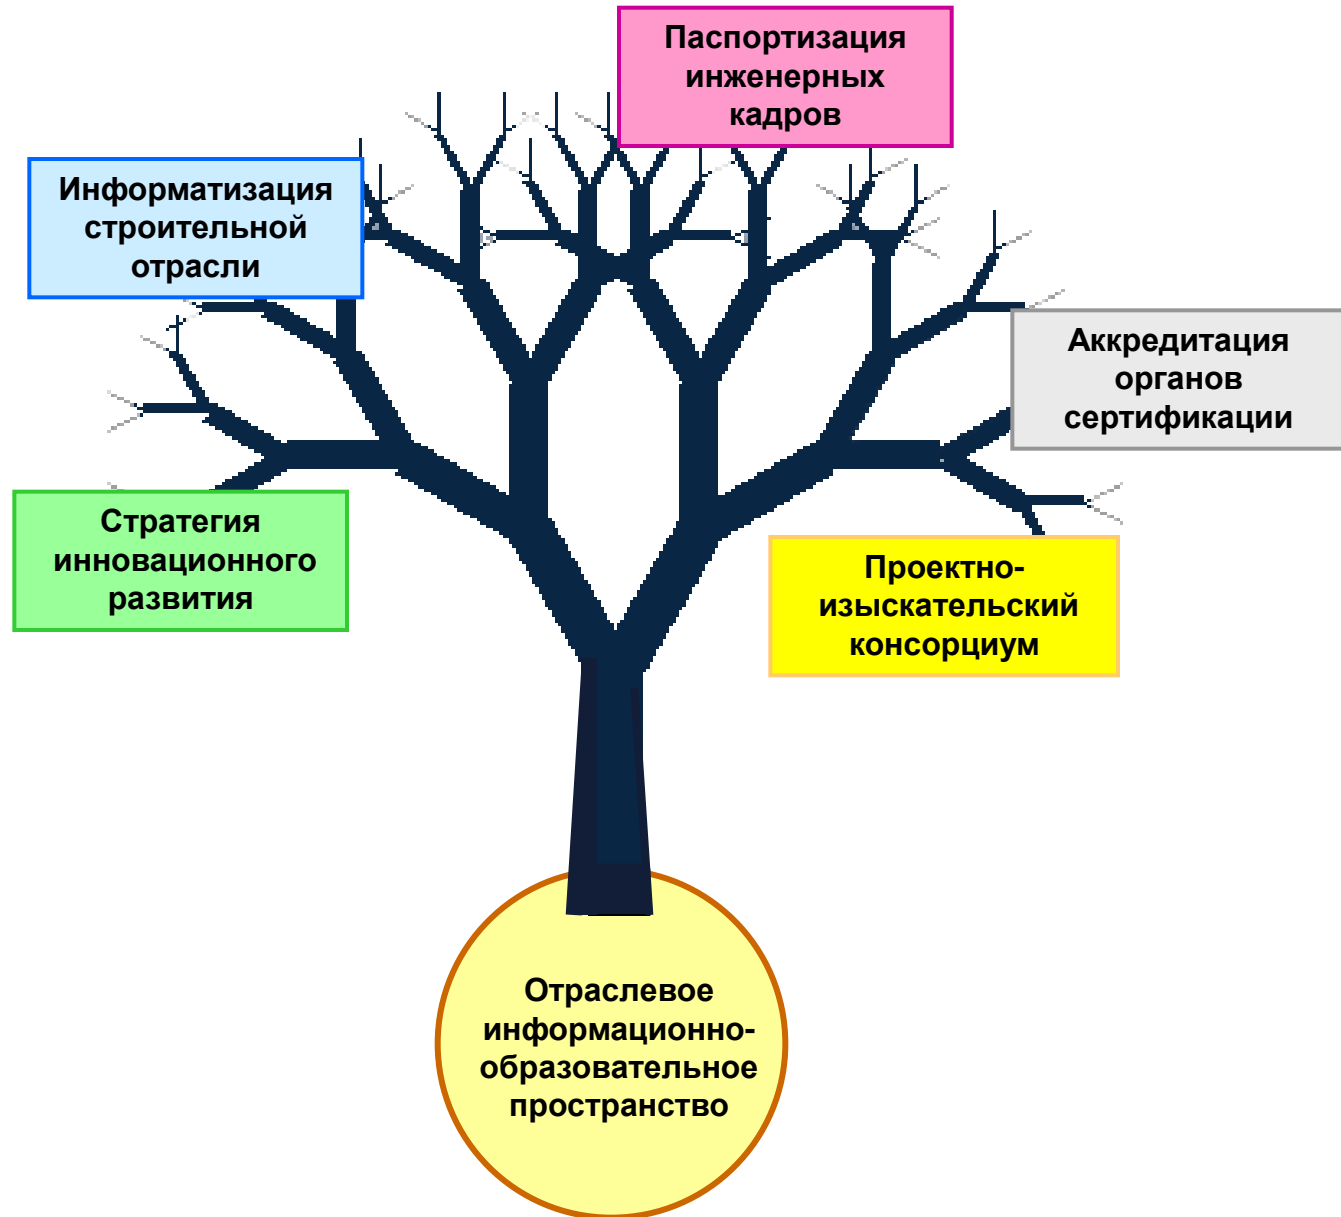 Паспортизация
инженерных
кадров
Информатизация
строительной
отрасли
Аккредитация
органов
сертификации
Стратегия
инновационного
развития
Проектно-
изыскательский
консорциум
Отраслевое
информационно-
образовательное
пространство